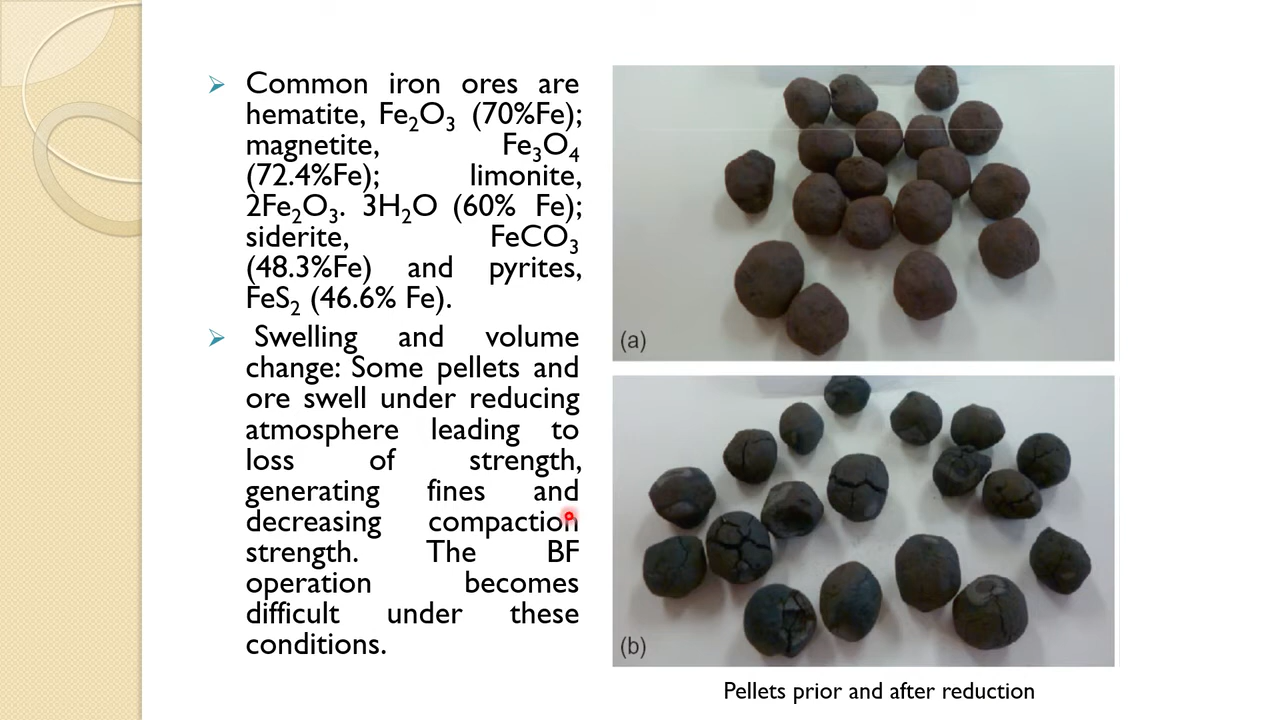 Common iron ores are
hematite, Fe₂O₃ (70%Fe);
magnetite, Fe₃O₄
(72.4%Fe); limonite,
2Fe₂O₃. 3H₂O (60% Fe);
siderite, FeCO₃
(48.3%Fe) and pyrites,
FeS₂ (46.6% Fe).
Swelling and volume
change: Some pellets and
ore swell under reducing
atmosphere leading to
loss of strength,
generating fines and
decreasing compaction
strength. The BF
operation becomes
difficult under these
conditions.
(a)
(b)
Pellets prior and after reduction